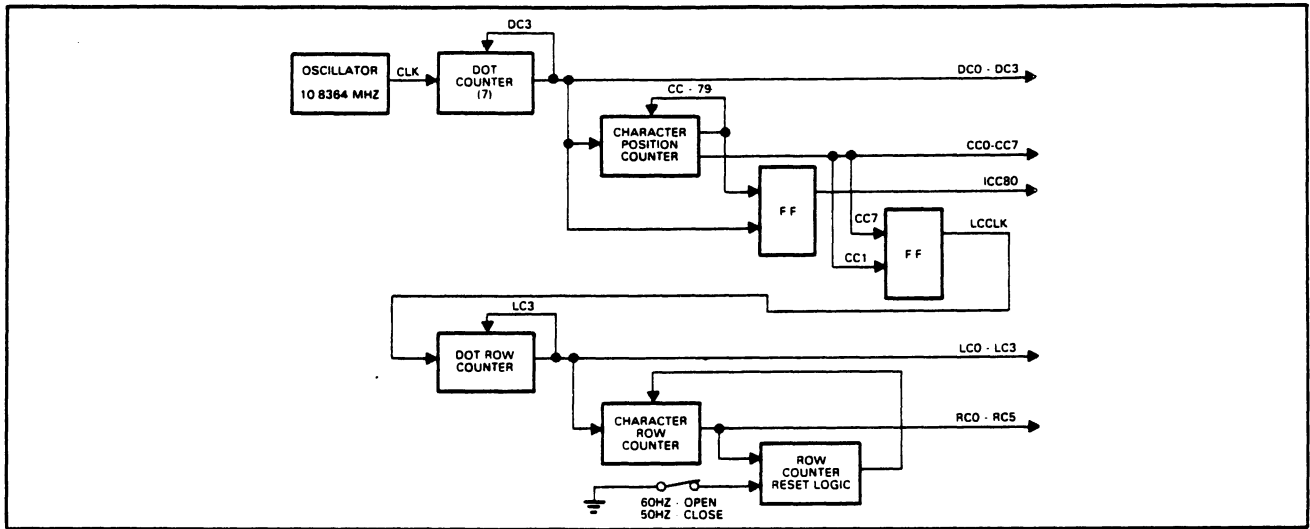 DC3
OSCILLATOR
10 8364 MHZ
CLK
DOT
COUNTER
(7)
DC0 - DC3
CC - 79
CHARACTER
POSITION
COUNTER
CC0-CC7
ICC80
F F
CC7
CC1
F F
LCCLK
LC3
DOT ROW
COUNTER
LC0 - LC3
CHARACTER
ROW
COUNTER
RC0 - RC5
ROW
COUNTER
RESET LOGIC
60HZ - OPEN
50HZ - CLOSE